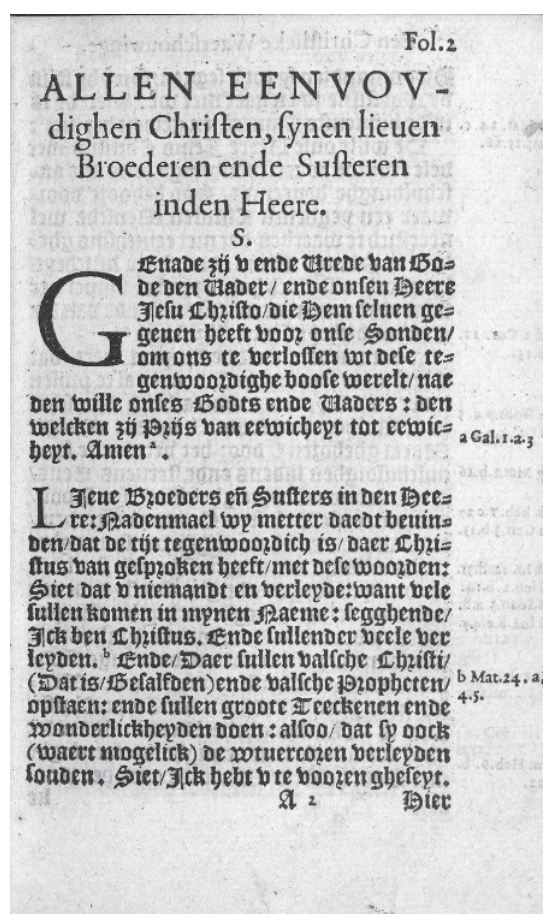 Fol.2
ALLEN EENVOV-
dighen Chriſten, ſynen lieuen
Broederen ende Suſteren
inden Heere.
S.
GEnade zij v ende Vrede van Go⸗
de den Vader/ ende onſen Heere
Jeſu Chriſto/die Hem ſeluen ge⸗
geuen heeft voor onſe Sonden/
om ons te verloſſen wt deſe te⸗
genwoordighe booſe werelt/nae
den wille onſes Godts ende Vaders : den
welcken zij Prijs van eewicheyt tot eewic⸗
heyt. Amen ª.
a Gal.1.2.3
LJeue Broeders eñ Suſters in den Hee⸗
re: Nadenmael wy metter daedt beuin⸗
den/dat de tijt tegenwoordich is/ daer Chri⸗
ſtus van geſproken heeft/met deſe woorden:
Siet dat v niemandt en verleyde: want vele
ſullen komen in mynen Naeme : ſegghende/
Jck ben Chriſtus. Ende ſullender veele ver
leyden. ᵇ Ende/Daer ſullen valſche Chriſti/
(Dat is/Geſalfden)ende valſche Propheten/
opſtaen: ende ſullen groote Teeckenen ende
wonderlickheyden doen : alſoo/ dat ſy oock
(waert mogelick) de wtuercoren verleyden
ſouden. Siet/Jck hebt v te vooren gheſeyt.
b Mat.24. a.
4.5.
A 2 Hier